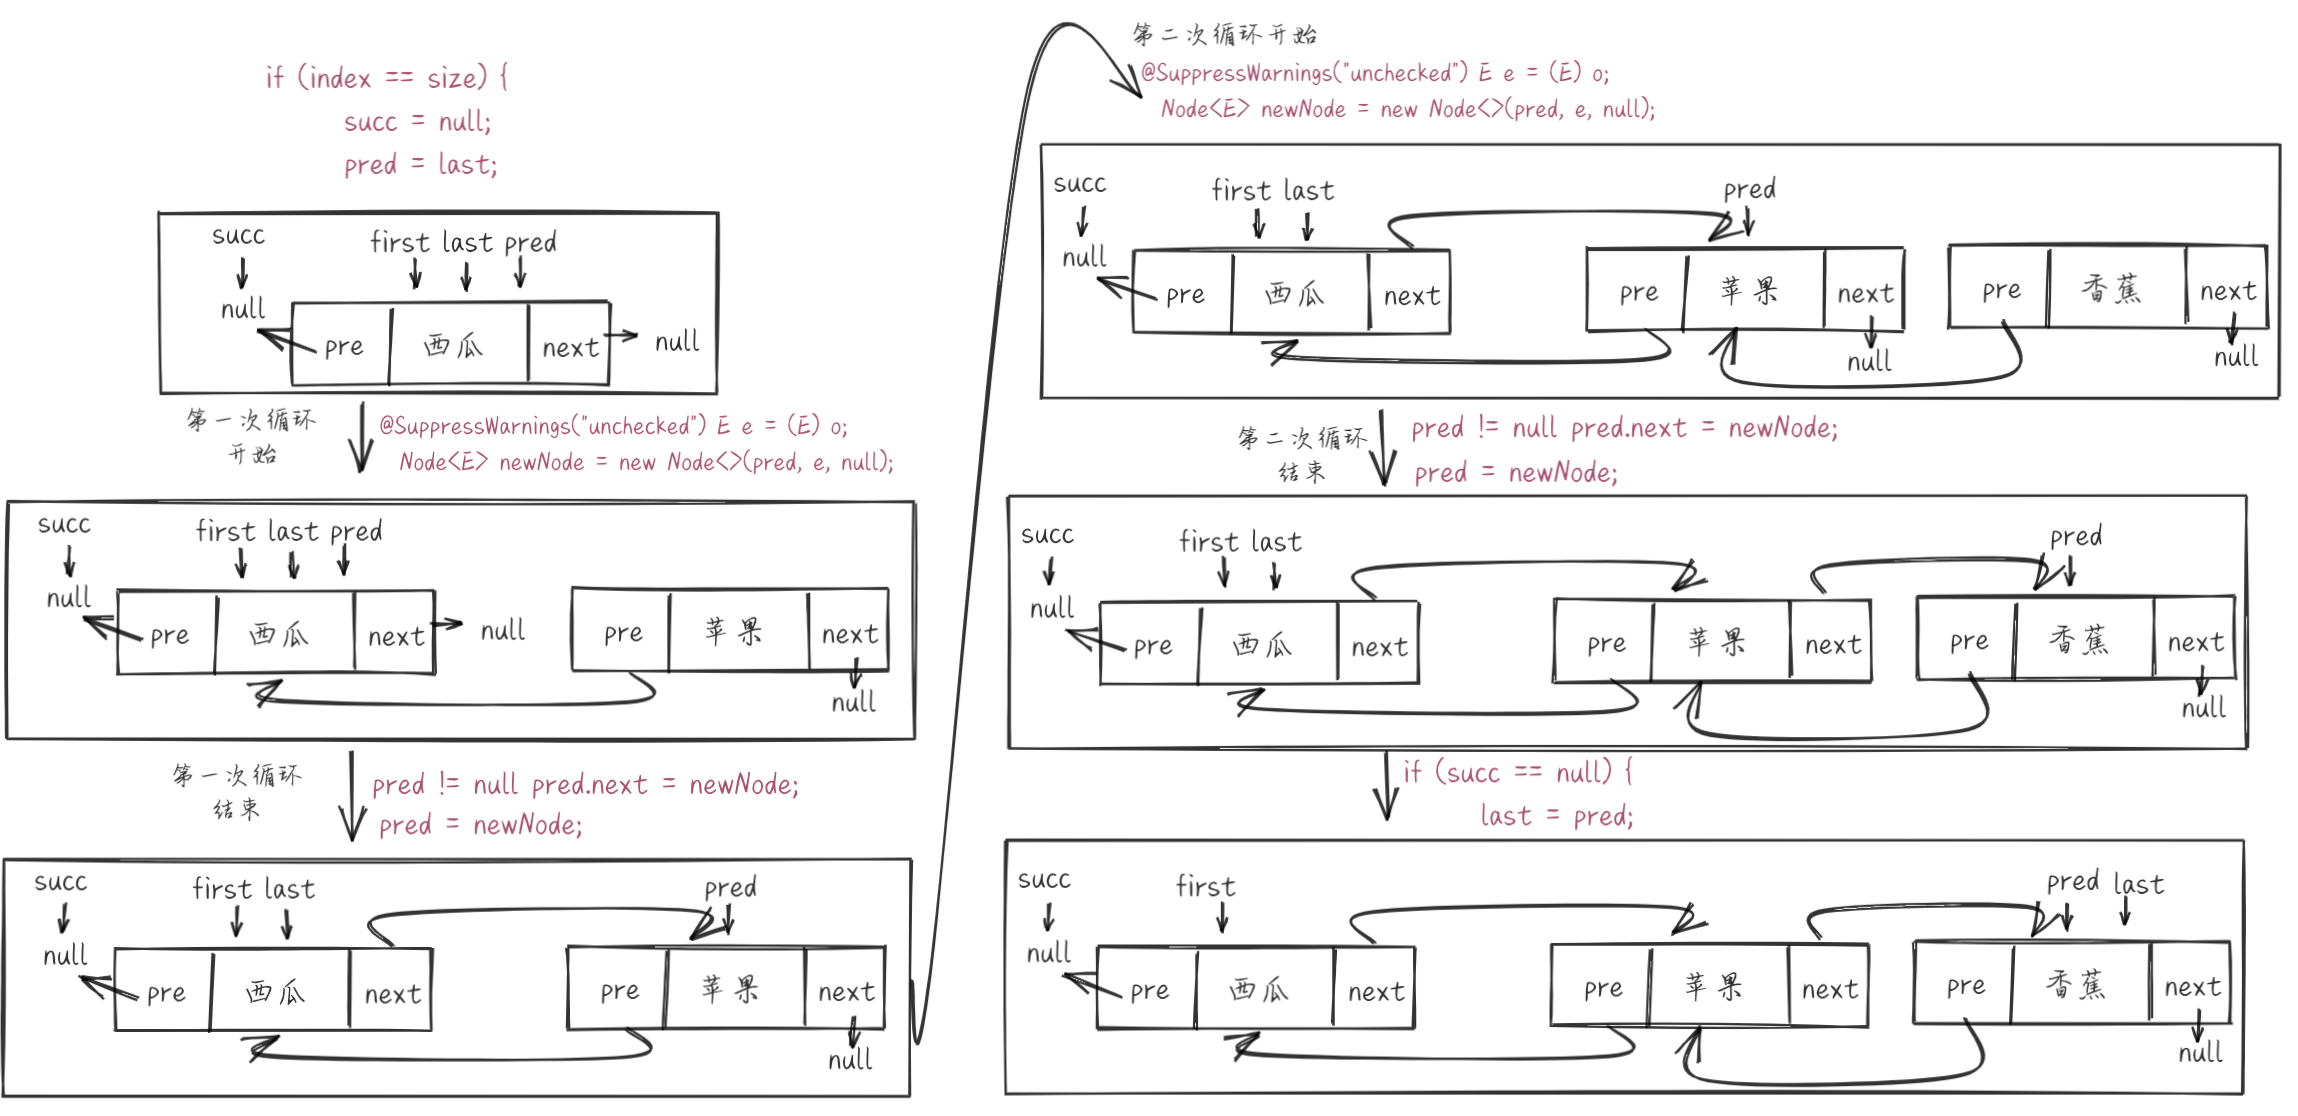 if (index == size) {
succ = null;
pred = last;
succ
first last pred
null
pre 西瓜 next
null
第一次循环
开始
@SuppressWarnings("unchecked") E e = (E) o;
Node<E> newNode = new Node<>(pred, e, null);
succ
first last pred
null
pre 西瓜 next
null
pre 苹果 next
null
第一次循环
结束
pred != null pred.next = newNode;
pred = newNode;
succ
first last
pred
null
pre 西瓜 next
pre 苹果 next
null
第二次循环开始
@SuppressWarnings("unchecked") E e = (E) o;
Node<E> newNode = new Node<>(pred, e, null);
succ
first last
pred
null
pre 西瓜 next
pre 苹果 next
null
pre 香蕉 next
null
第二次循环
结束
pred != null pred.next = newNode;
pred = newNode;
succ
first last
pred
null
pre 西瓜 next
pre 苹果 next
pre 香蕉 next
null
if (succ == null) {
last = pred;
succ
first
pred last
null
pre 西瓜 next
pre 苹果 next
pre 香蕉 next
null